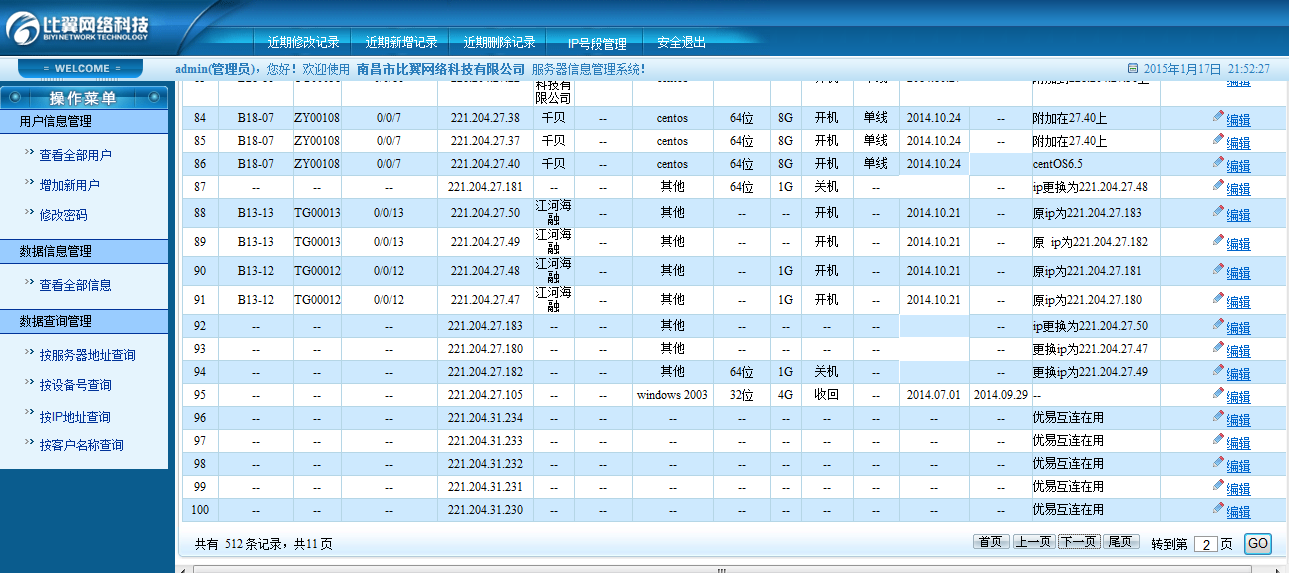 比翼网络科技
BIYI NETWORK TECHNOLOGY
近期修改记录 近期新增记录 近期删除记录 IP号段管理 安全退出
= WELCOME =
admin(管理员)，您好！欢迎使用 南昌市比翼网络科技有限公司 服务器信息管理系统！ 2015年1月17日 21:52:27
操作菜单
用户信息管理
查看全部用户
增加新用户
修改密码
数据信息管理
查看全部信息
数据查询管理
按服务器地址查询
按设备号查询
按IP地址查询
按客户名称查询
科技有
限公司
84 B18-07 ZY00108 0/0/7 221.204.27.38 千贝 -- centos 64位 8G 开机 单线 2014.10.24 -- 附加在27.40上 编辑
85 B18-07 ZY00108 0/0/7 221.204.27.37 千贝 -- centos 64位 8G 开机 单线 2014.10.24 -- 附加在27.40上 编辑
86 B18-07 ZY00108 0/0/7 221.204.27.40 千贝 -- centos 64位 8G 开机 单线 2014.10.24 centOS6.5 编辑
87 -- -- -- 221.204.27.181 -- -- 其他 64位 1G 关机 -- -- ip更换为221.204.27.48 编辑
88 B13-13 TG00013 0/0/13 221.204.27.50 江河海融 -- 其他 -- -- 开机 -- 2014.10.21 -- 原ip为221.204.27.183 编辑
89 B13-13 TG00013 0/0/13 221.204.27.49 江河海融 -- 其他 -- -- 开机 -- 2014.10.21 -- 原 ip为221.204.27.182 编辑
90 B13-12 TG00012 0/0/12 221.204.27.48 江河海融 -- 其他 -- 1G 开机 -- 2014.10.21 -- 原ip为221.204.27.181 编辑
91 B13-12 TG00012 0/0/12 221.204.27.47 江河海融 -- 其他 -- 1G 开机 -- 2014.10.21 -- 原ip为221.204.27.180 编辑
92 -- -- -- 221.204.27.183 -- -- 其他 -- -- -- -- -- ip更换为221.204.27.50 编辑
93 -- -- -- 221.204.27.180 -- -- 其他 -- -- -- -- -- 更换ip为221.204.27.47 编辑
94 -- -- -- 221.204.27.182 -- -- 其他 64位 1G 关机 -- -- 更换ip为221.204.27.49 编辑
95 -- -- -- 221.204.27.105 -- -- windows 2003 32位 4G 收回 -- 2014.07.01 2014.09.29 -- 编辑
96 -- -- -- 221.204.31.234 -- -- -- -- -- -- -- -- -- 优易互连在用 编辑
97 -- -- -- 221.204.31.233 -- -- -- -- -- -- -- -- -- 优易互连在用 编辑
98 -- -- -- 221.204.31.232 -- -- -- -- -- -- -- -- -- 优易互连在用 编辑
99 -- -- -- 221.204.31.231 -- -- -- -- -- -- -- -- -- 优易互连在用 编辑
100 -- -- -- 221.204.31.230 -- -- -- -- -- -- -- -- -- 优易互连在用 编辑
共有 512条记录，共11页 首页 上一页 下一页 尾页 转到第 2 页 GO